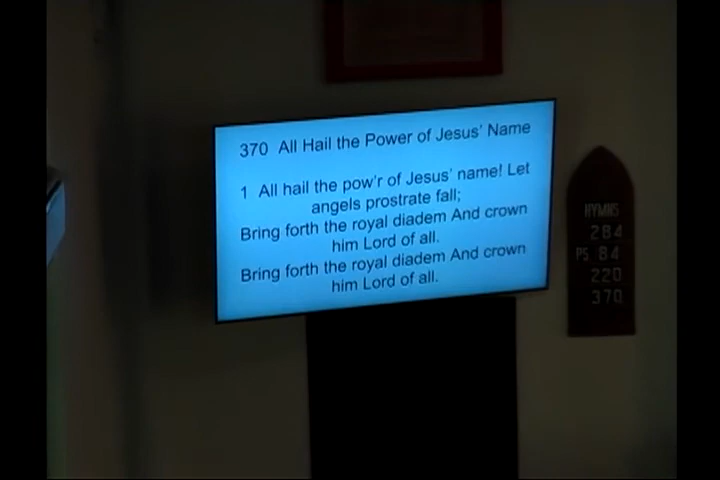 370 All Hail the Power of Jesus' Name
1 All hail the pow'r of Jesus' name! Let
angels prostrate fall;
Bring forth the royal diadem And crown
him Lord of all.
Bring forth the royal diadem And crown
him Lord of all.
HYMNS
284
PS. 84
220
370